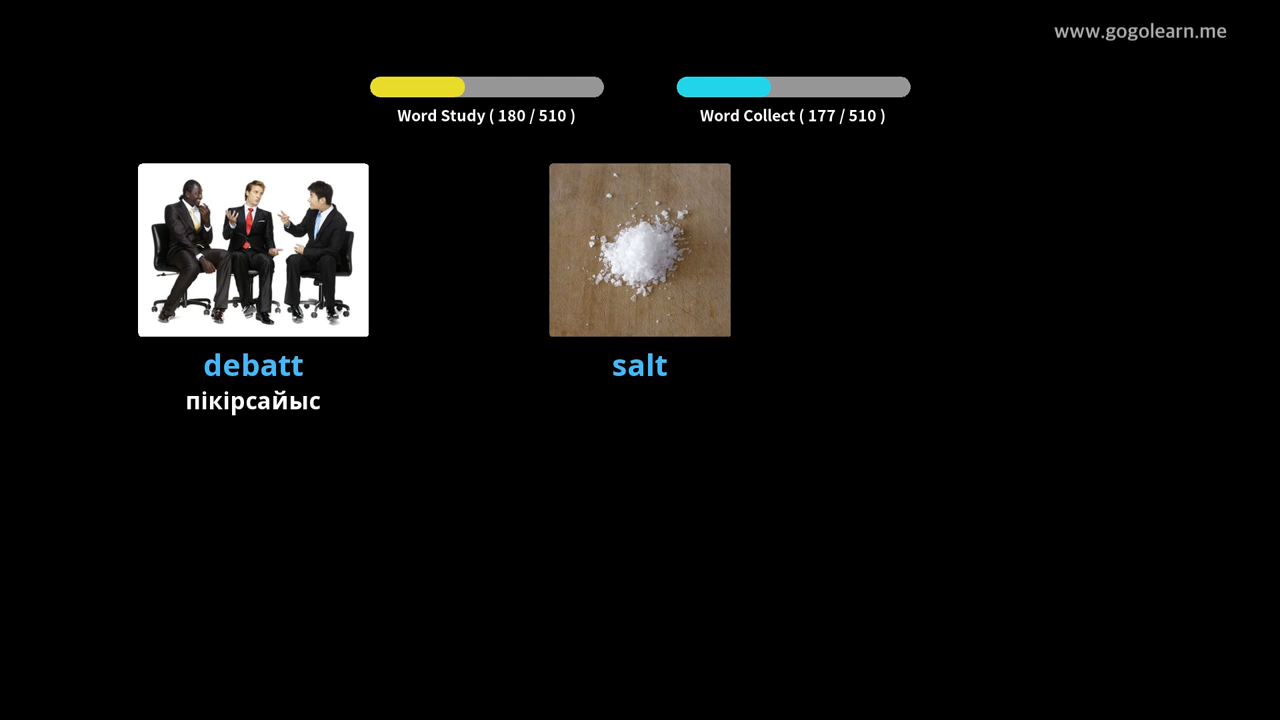 www.gogolearn.me
Word Study ( 180 / 510 )
Word Collect ( 177 / 510 )
debatt
пікірсайыс
salt